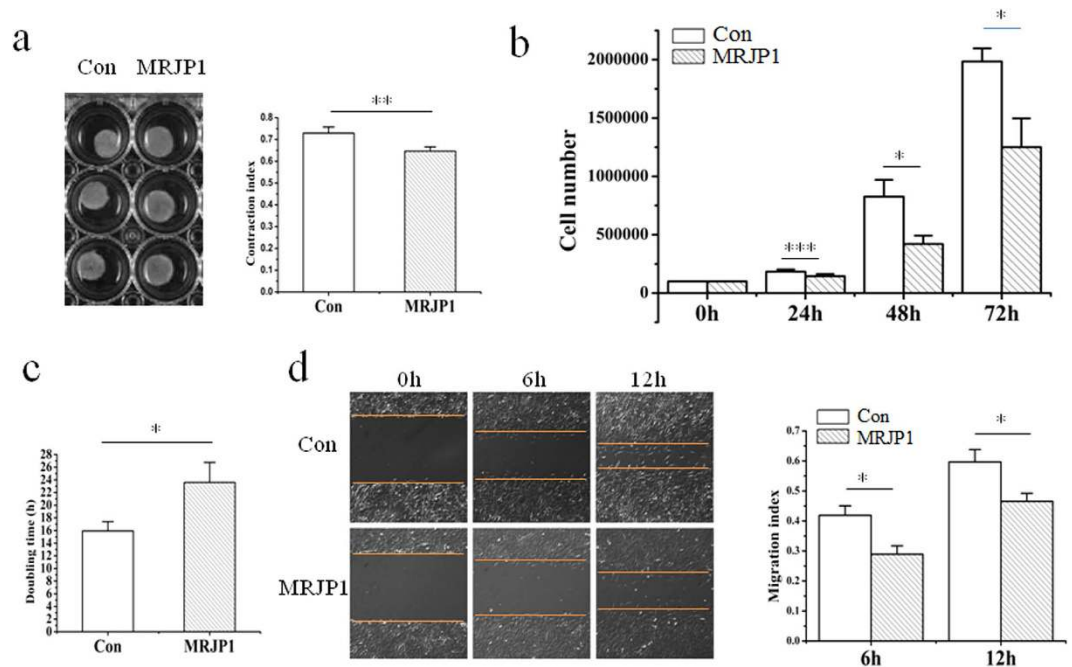 a
Con MRJP1
**
0.8
0.7
0.6
0.5
0.4
0.3
0.2
0.1
0.0
Contraction index
Con MRJP1
b
Con
MRJP1
*
*
***
2000000
1500000
1000000
500000
0
Cell number
0h 24h 48h 72h
c
*
28
26
24
22
20
18
16
14
12
10
8
6
4
2
0
Doubling time (h)
Con MRJP1
d
0h 6h 12h
Con
MRJP1
Con
MRJP1
*
*
0.7
0.6
0.5
0.4
0.3
0.2
0.1
0.0
Migration index
6h 12h